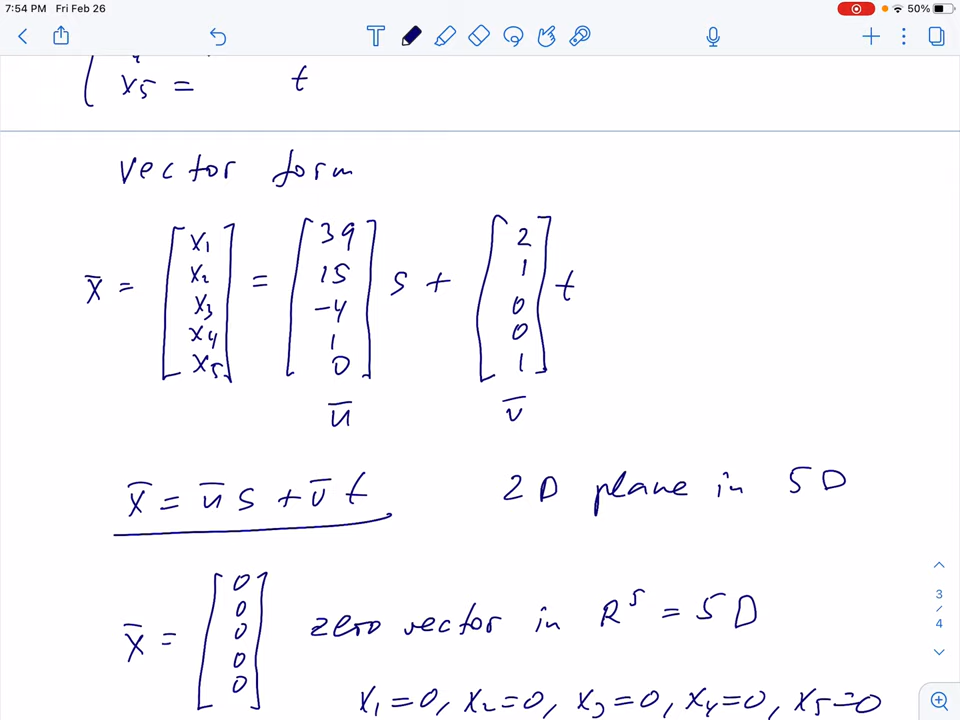 7:54 PM Fri Feb 26 50%
x5 = t
vector form
x̄ = [x1 x2 x3 x4 x5] = [39 15 -4 1 0] s + [2 1 0 0 1] t
ū v̄
x̄ = ū s + v̄ t 2D plane in 5D
x̄ = [0 0 0 0 0] zero vector in R⁵ = 5D
x1 = 0, x2 = 0, x3 = 0, x4 = 0, x5 = 0
3 / 4